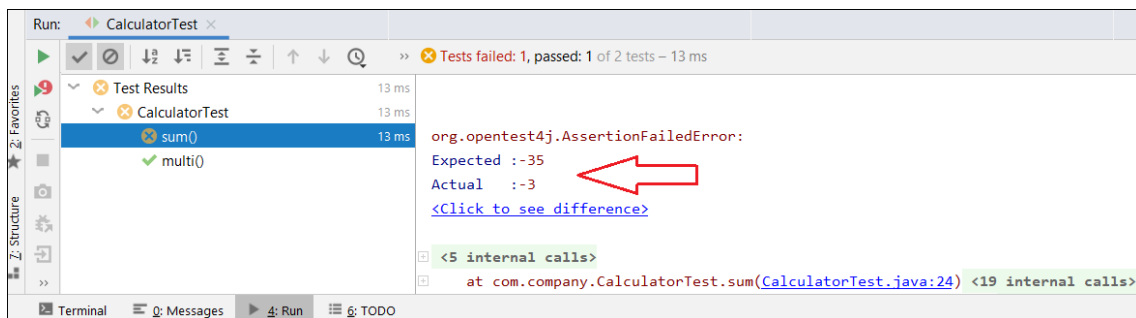 Run: CalculatorTest
Tests failed: 1, passed: 1 of 2 tests – 13 ms
Test Results 13 ms
CalculatorTest 13 ms
sum() 13 ms
multi()
org.opentest4j.AssertionFailedError:
Expected :-35
Actual :-3
<Click to see difference>
<5 internal calls>
at com.company.CalculatorTest.sum(CalculatorTest.java:24) <19 internal calls>
2: Favorites
7: Structure
Terminal 0: Messages 4: Run 6: TODO